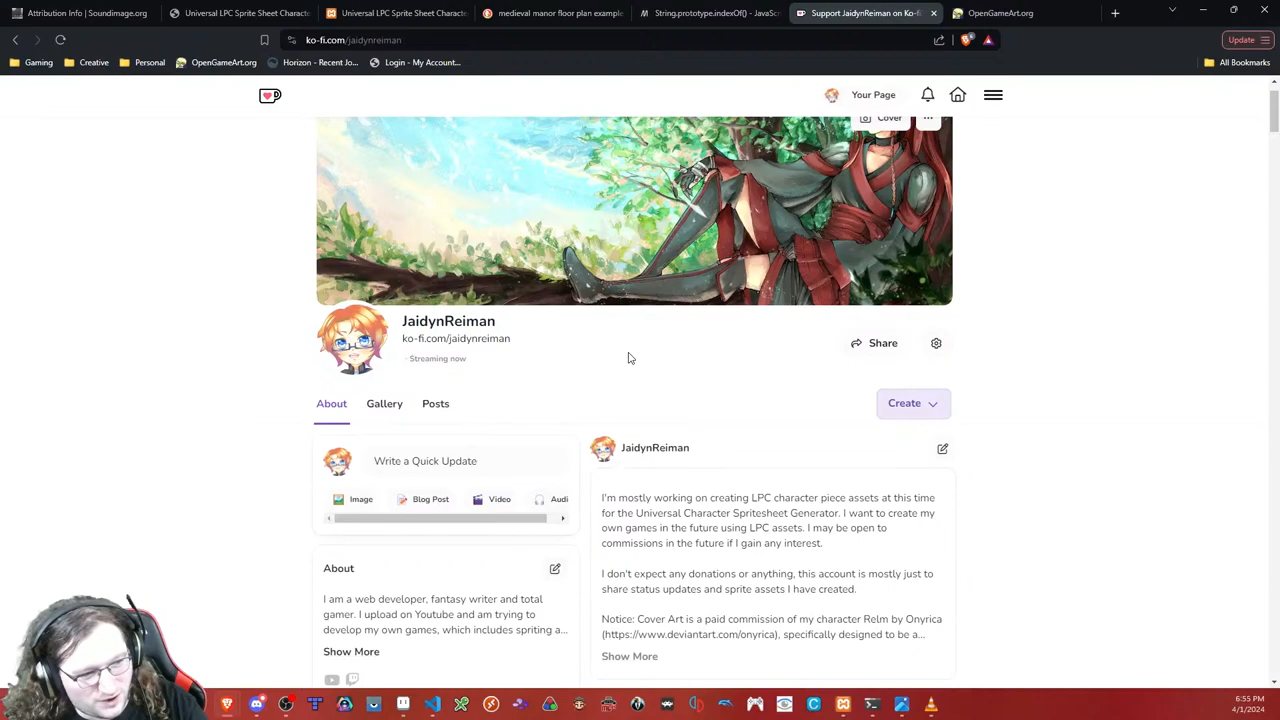 Attribution Info | Soundimage.org
Universal LPC Sprite Sheet Characte
Universal LPC Sprite Sheet Characte
medieval manor floor plan example
String.prototype.indexOf() - JavaSc
Support JaidynReiman on Ko-fi
OpenGameArt.org
ko-fi.com/jaidynreiman
Update
Gaming
Creative
Personal
OpenGameArt.org
Horizon - Recent Jo...
Login - My Account...
All Bookmarks
Your Page
Cover
JaidynReiman
ko-fi.com/jaidynreiman
Streaming now
Share
About
Gallery
Posts
Create
Write a Quick Update
Image
Blog Post
Video
Audi
About
I am a web developer, fantasy writer and total
gamer. I upload on Youtube and am trying to
develop my own games, which includes spriting a...
Show More
JaidynReiman
I'm mostly working on creating LPC character piece assets at this time
for the Universal Character Spritesheet Generator. I want to create my
own games in the future using LPC assets. I may be open to
commissions in the future if I gain any interest.
I don't expect any donations or anything, this account is mostly just to
share status updates and sprite assets I have created.
Notice: Cover Art is a paid commission of my character Relm by Onyrica
(https://www.deviantart.com/onyrica), specifically designed to be a...
Show More
6:55 PM
4/1/2024